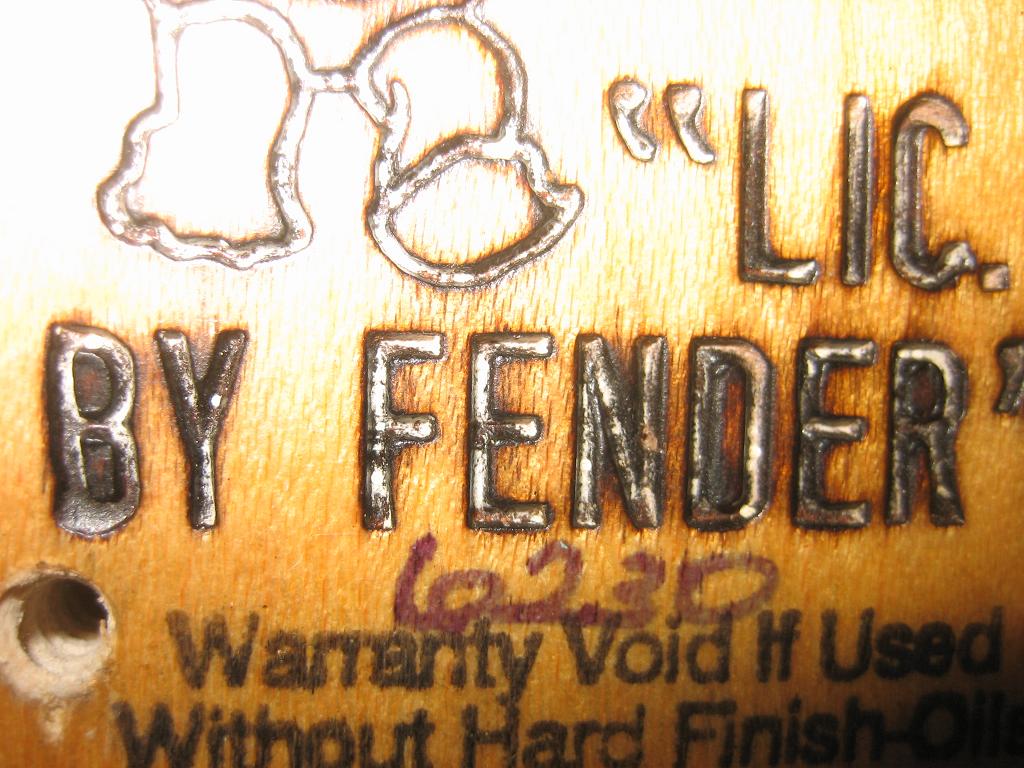 "LIC.
BY FENDER"
6230
Warranty Void If Used
Without Hard Finish-Oils